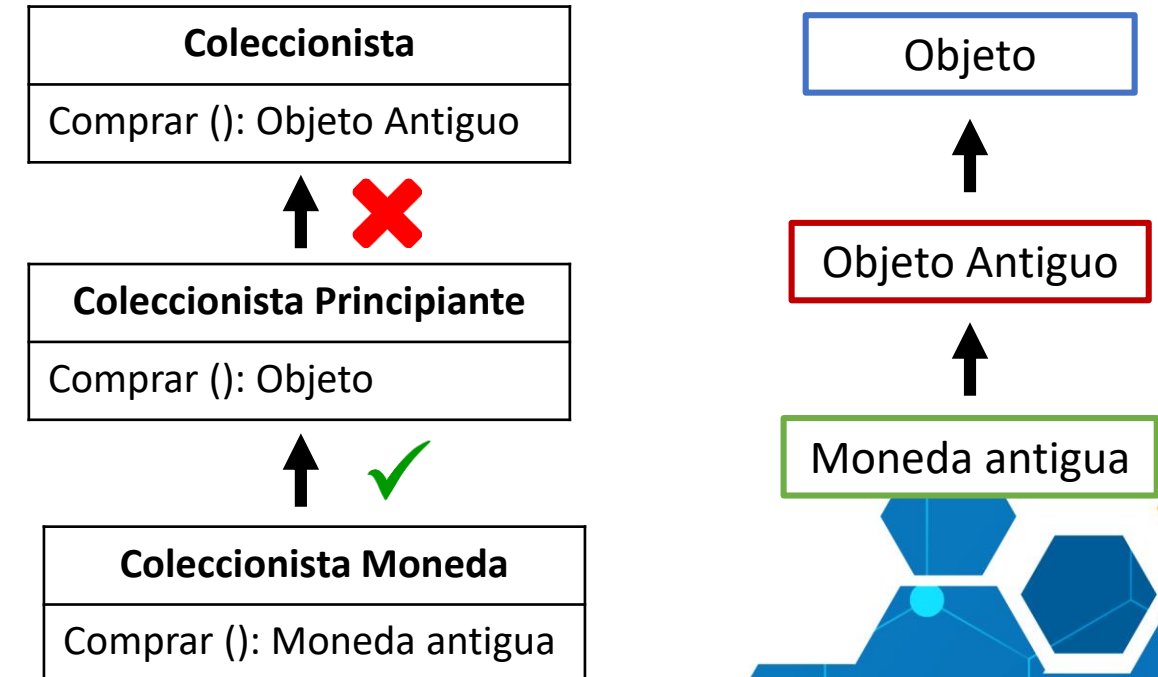 Coleccionista
Comprar (): Objeto Antiguo
Coleccionista Principiante
Comprar (): Objeto
Coleccionista Moneda
Comprar (): Moneda antigua
Objeto
Objeto Antiguo
Moneda antigua